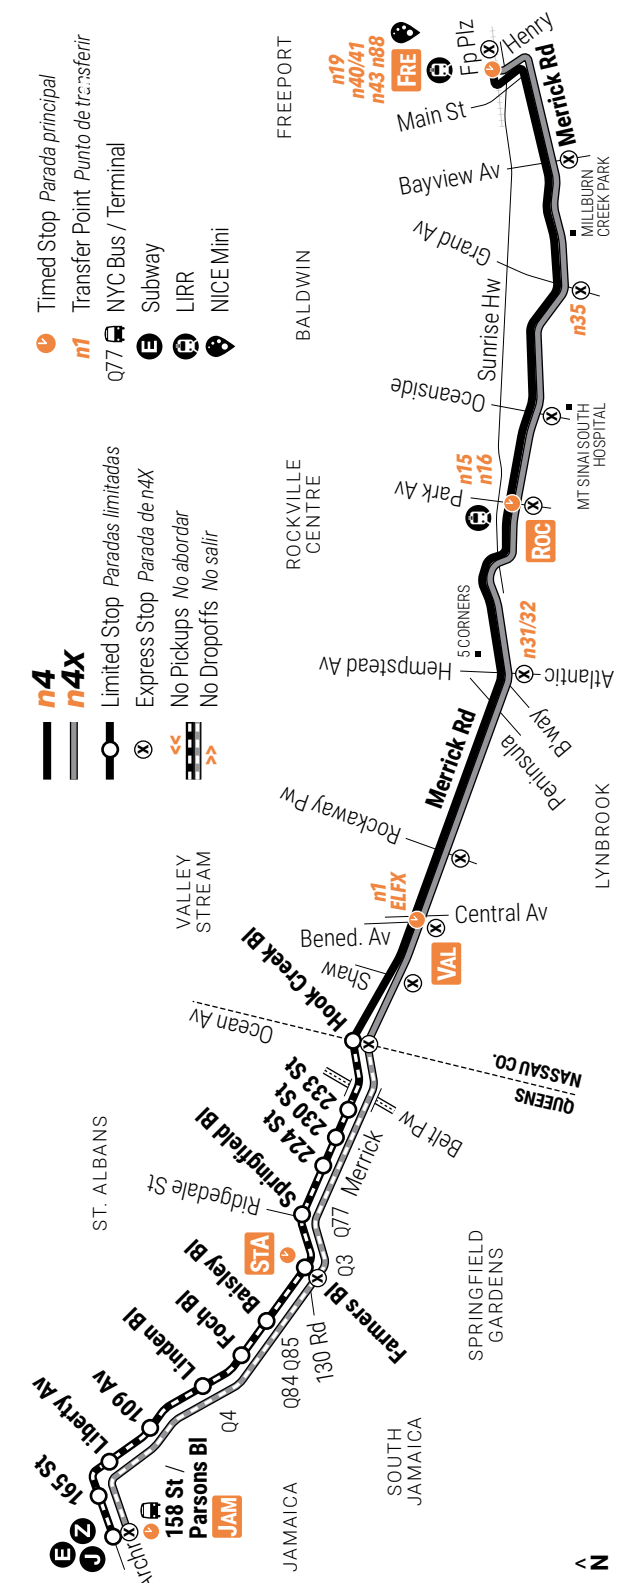 n4
n4X
Limited Stop Paradas limitadas
Express Stop Parada de n4X
<< No Pickups No abordar
>> No Dropoffs No salir
Timed Stop Parada principal
n1 Transfer Point Punto de transferir
Q77 NYC Bus / Terminal
E Subway
LIRR
NICE Mini
JAMAICA
SOUTH
JAMAICA
ST. ALBANS
SPRINGFIELD
GARDENS
VALLEY
STREAM
LYNBROOK
ROCKVILLE
CENTRE
BALDWIN
FREEPORT
E
J
Z
Archr
158 St /
Parsons Bl
JAM
165 St
Liberty Av
109 Av
Linden Bl
Foch Bl
Baisley Bl
Farmers Bl
STA
Q4
Q84 Q85
130 Rd
Q3
Q77
Merrick
Ridgedale St
Springfield Bl
224 St
230 St
233 St
Belt Pw
Hook Creek Bl
Ocean Av
QUEENS
NASSAU CO.
Shaw
Bened. Av
Central Av
VAL
n1
ELFX
Rockaway Pw
Merrick Rd
Peninsula
B'way
Atlantic
Hempstead Av
5 CORNERS
n31/32
ROC
Park Av
n15
n16
Oceanside
MT SINAI SOUTH
HOSPITAL
Sunrise Hw
Grand Av
n35
MILLBURN
CREEK PARK
Bayview Av
Main St
Merrick Rd
Henry
Fp Plz
FRE
n19
n40/41
n43 n88
< N